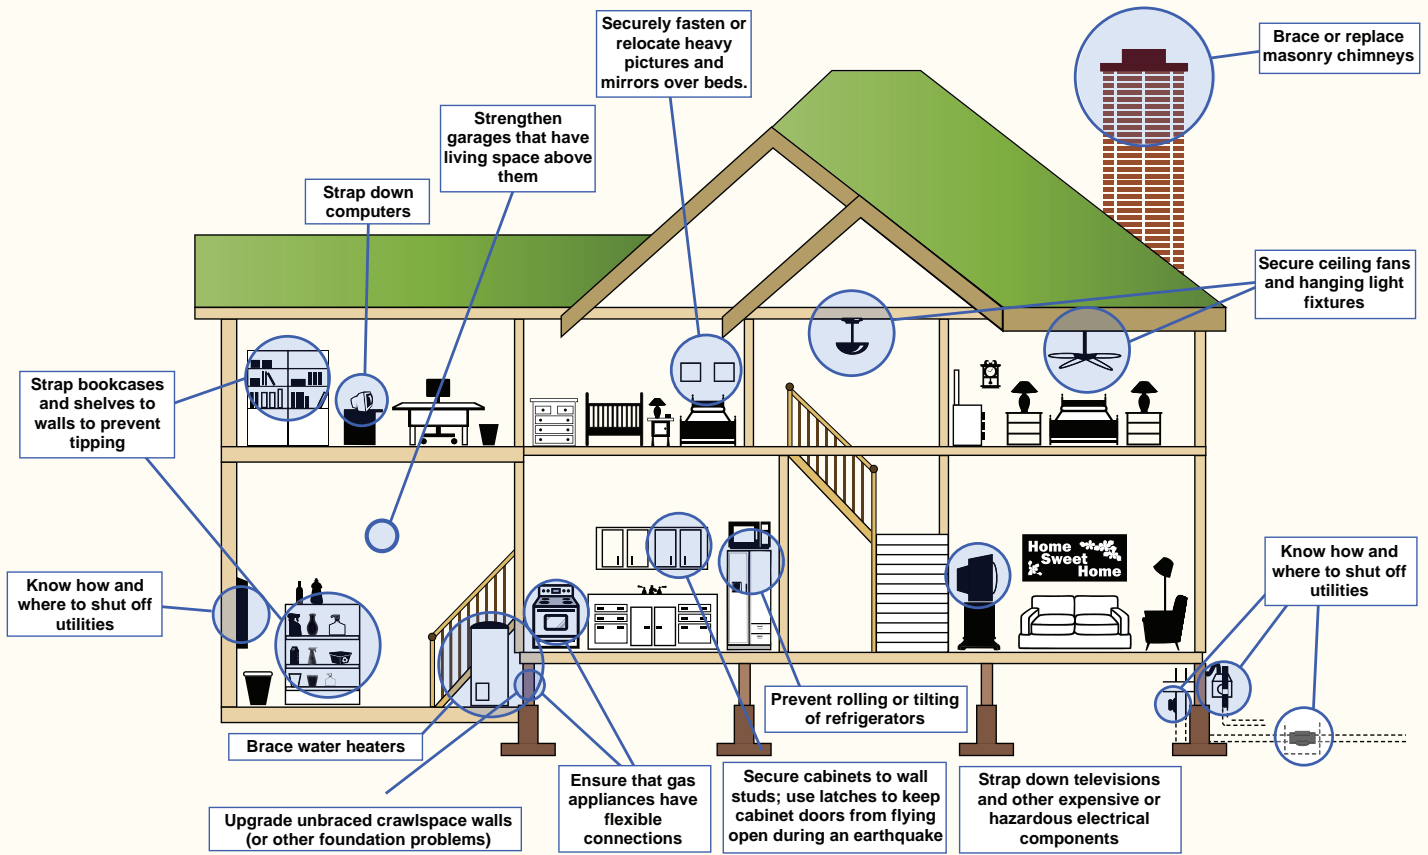 Securely fasten or
relocate heavy
pictures and
mirrors over beds.
Brace or replace
masonry chimneys
Strengthen
garages that have
living space above
them
Strap down
computers
Secure ceiling fans
and hanging light
fixtures
Strap bookcases
and shelves to
walls to prevent
tipping
Home
Sweet
Home
Know how and
where to shut off
utilities
Know how and
where to shut off
utilities
Prevent rolling or tilting
of refrigerators
Brace water heaters
Upgrade unbraced crawlspace walls
(or other foundation problems)
Ensure that gas
appliances have
flexible
connections
Secure cabinets to wall
studs; use latches to keep
cabinet doors from flying
open during an earthquake
Strap down televisions
and other expensive or
hazardous electrical
components